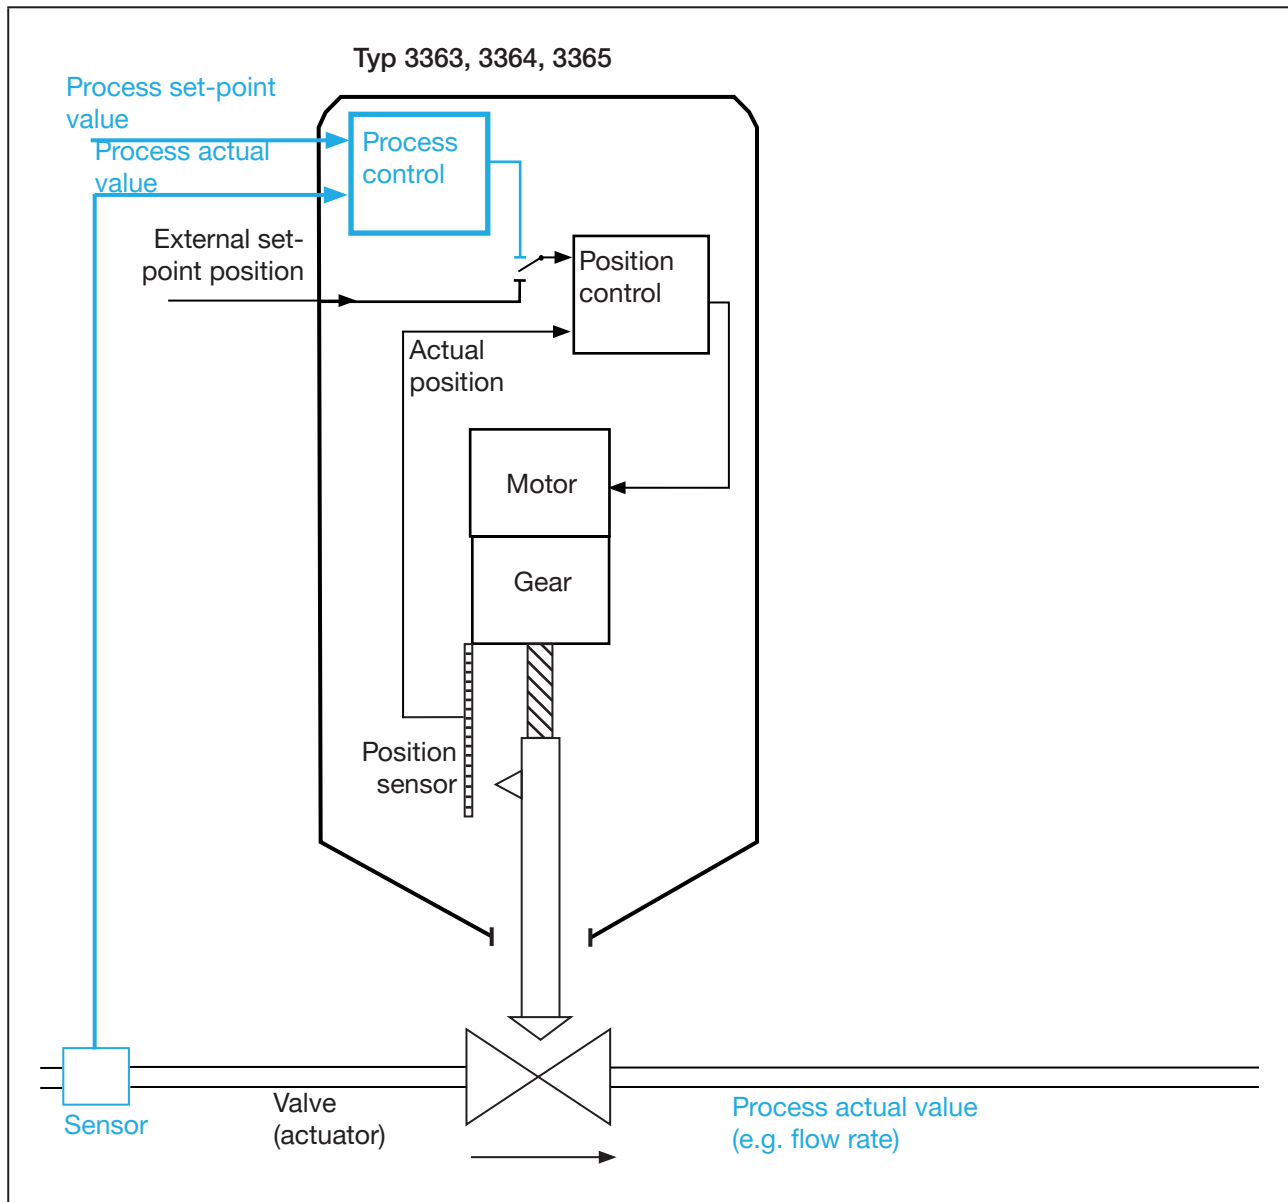 Typ 3363, 3364, 3365
Process set-point
value
Process actual
value
Process
control
External set-
point position
Position
control
Actual
position
Motor
Gear
Position
sensor
Sensor
Valve
(actuator)
Process actual value
(e.g. flow rate)